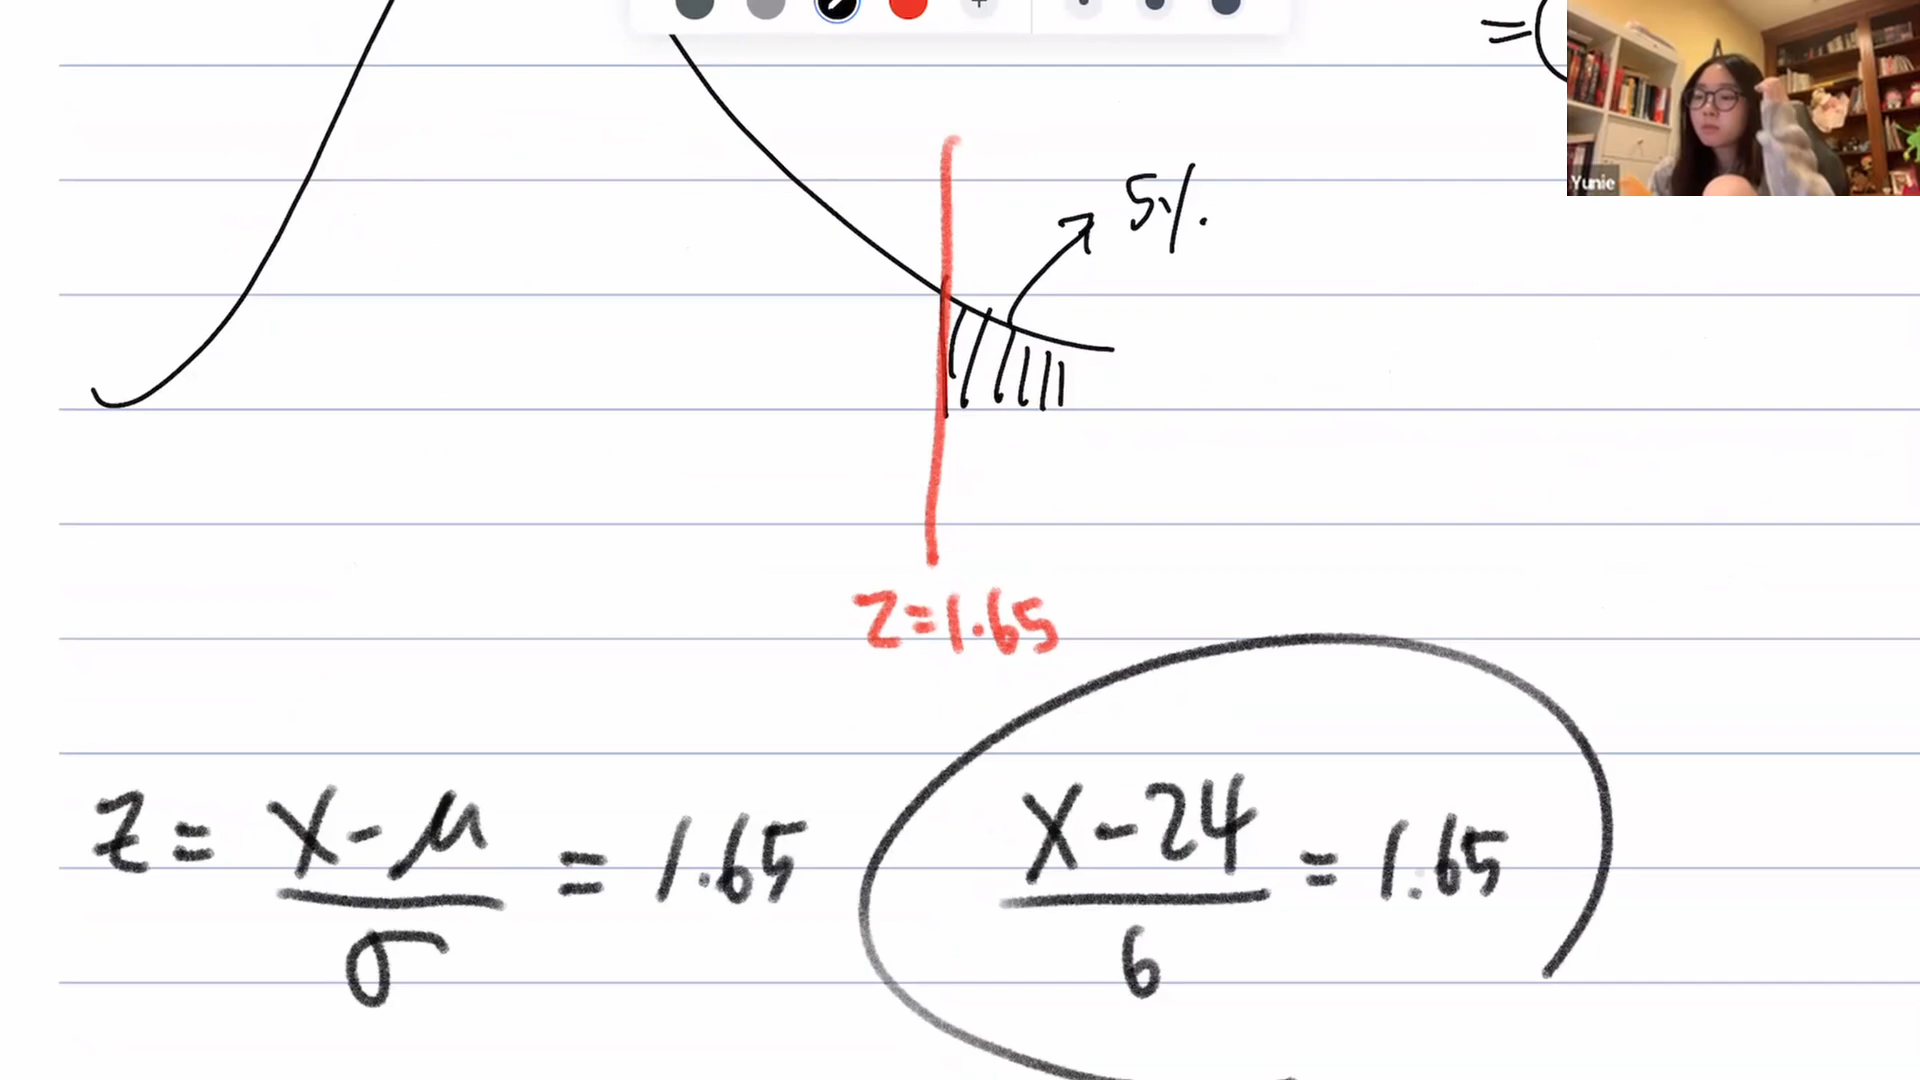 =
Yunie
5%
z=1.65
z = x-μ / σ = 1.65
x-24 / 6 = 1.65